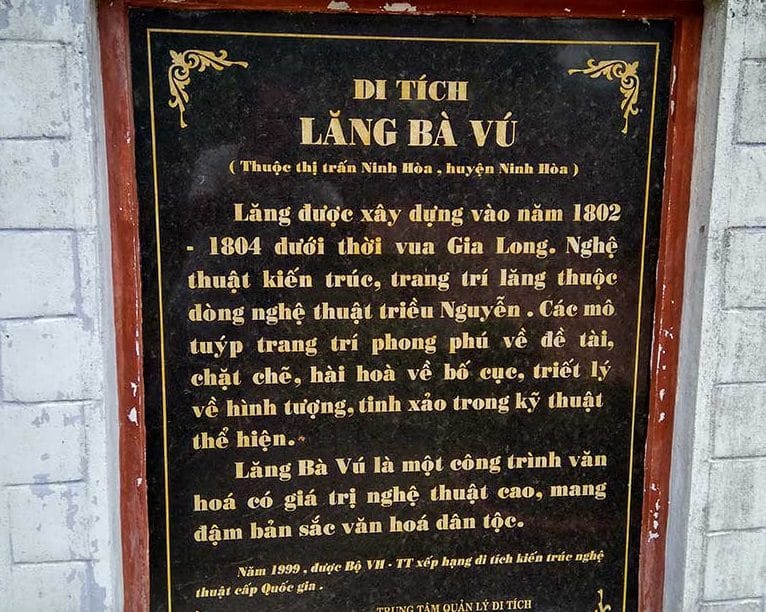 DI TÍCH
LĂNG BÀ VÚ
( Thuộc thị trấn Ninh Hòa , huyện Ninh Hòa )
Lăng được xây dựng vào năm 1802
- 1804 dưới thời vua Gia Long. Nghệ
thuật kiến trúc, trang trí lăng thuộc
dòng nghệ thuật triều Nguyễn . Các mô
tuýp trang trí phong phú về đề tài,
chặt chẽ, hài hoà về bố cục, triết lý
về hình tượng, tinh xảo trong kỹ thuật
thể hiện.
Lăng Bà Vú là một công trình văn
hoá có giá trị nghệ thuật cao, mang
đậm bản sắc văn hoá dân tộc.
Năm 1999 , được Bộ VH - TT xếp hạng di tích kiến trúc nghệ
thuật cấp Quốc gia .
TRUNG TÂM QUẢN LÝ DI TÍCH